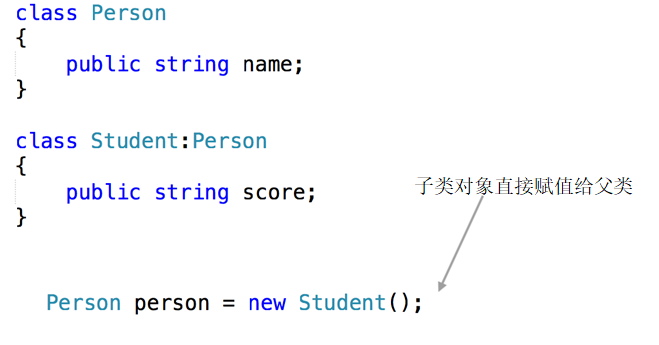 class Person
{
    public string name;
}
class Student:Person
{
    public string score;
}
子类对象直接赋值给父类
Person person = new Student();